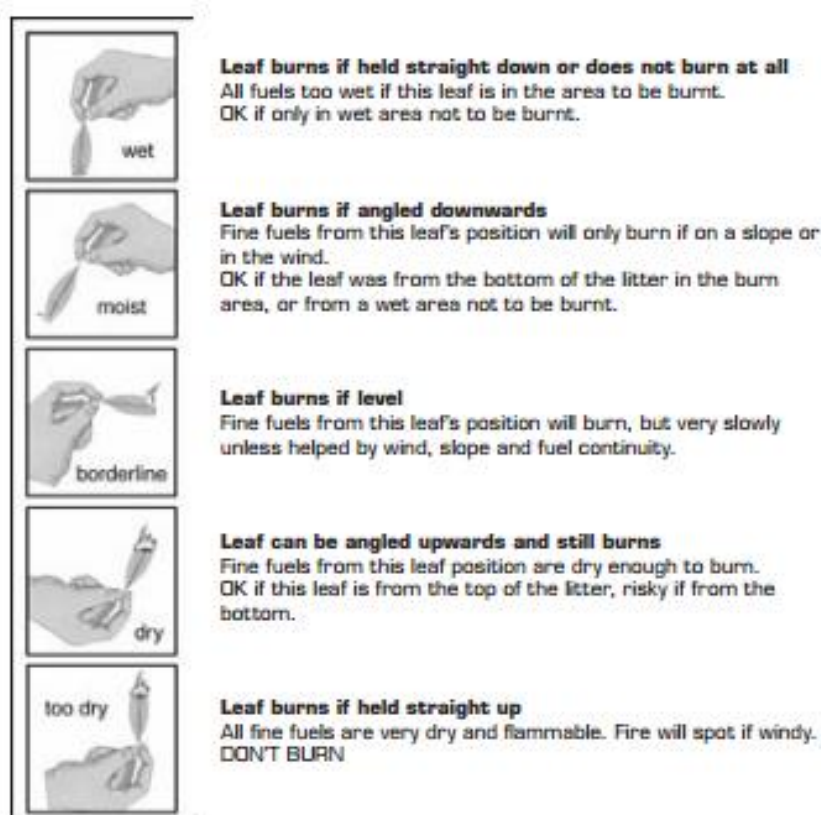 wet
Leaf burns if held straight down or does not burn at all
All fuels too wet if this leaf is in the area to be burnt.
OK if only in wet area not to be burnt.
moist
Leaf burns if angled downwards
Fine fuels from this leaf's position will only burn if on a slope or
in the wind.
OK if the leaf was from the bottom of the litter in the burn
area, or from a wet area not to be burnt.
borderline
Leaf burns if level
Fine fuels from this leaf's position will burn, but very slowly
unless helped by wind, slope and fuel continuity.
dry
Leaf can be angled upwards and still burns
Fine fuels from this leaf position are dry enough to burn.
OK if this leaf is from the top of the litter, risky if from the
bottom.
too dry
Leaf burns if held straight up
All fine fuels are very dry and flammable. Fire will spot if windy.
DON'T BURN